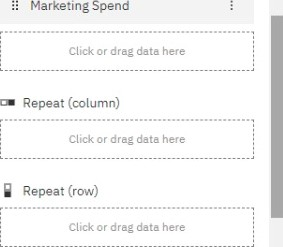 Marketing Spend
Click or drag data here
Repeat (column)
Click or drag data here
Repeat (row)
Click or drag data here